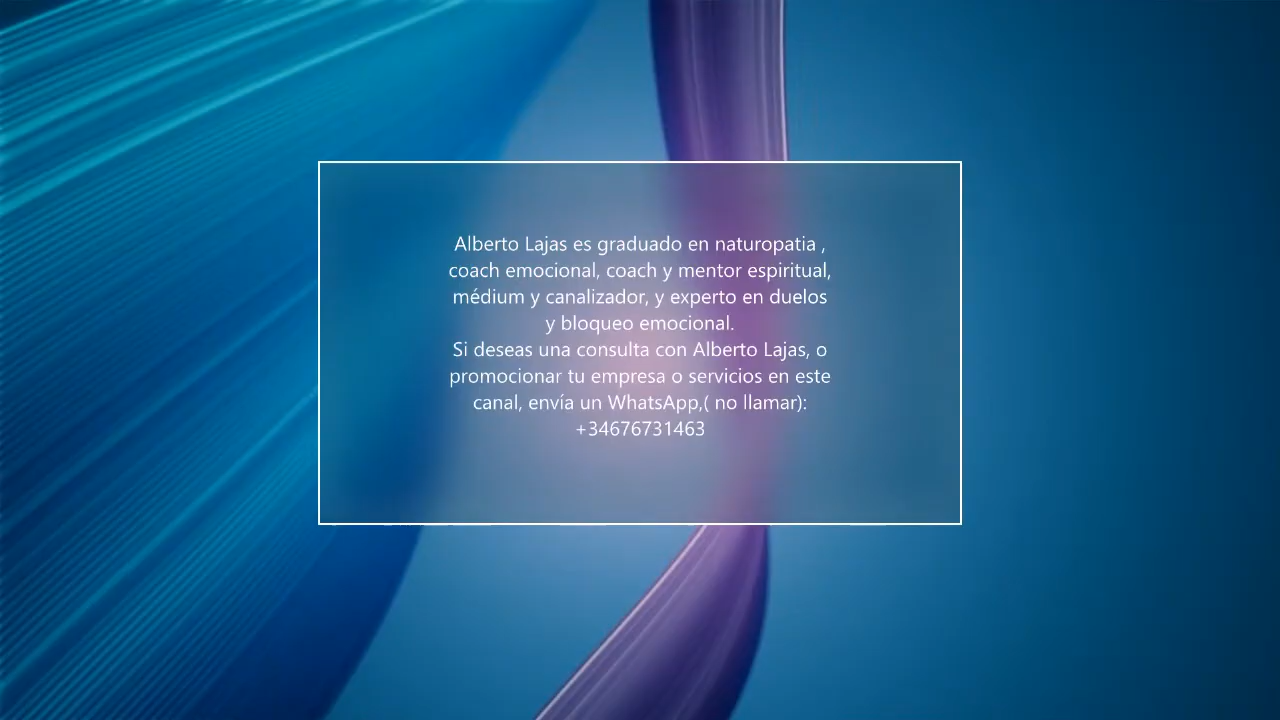 Alberto Lajas es graduado en naturopatia ,
coach emocional, coach y mentor espiritual,
médium y canalizador, y experto en duelos
y bloqueo emocional.
Si deseas una consulta con Alberto Lajas, o
promocionar tu empresa o servicios en este
canal, envía un WhatsApp,( no llamar):
+34676731463